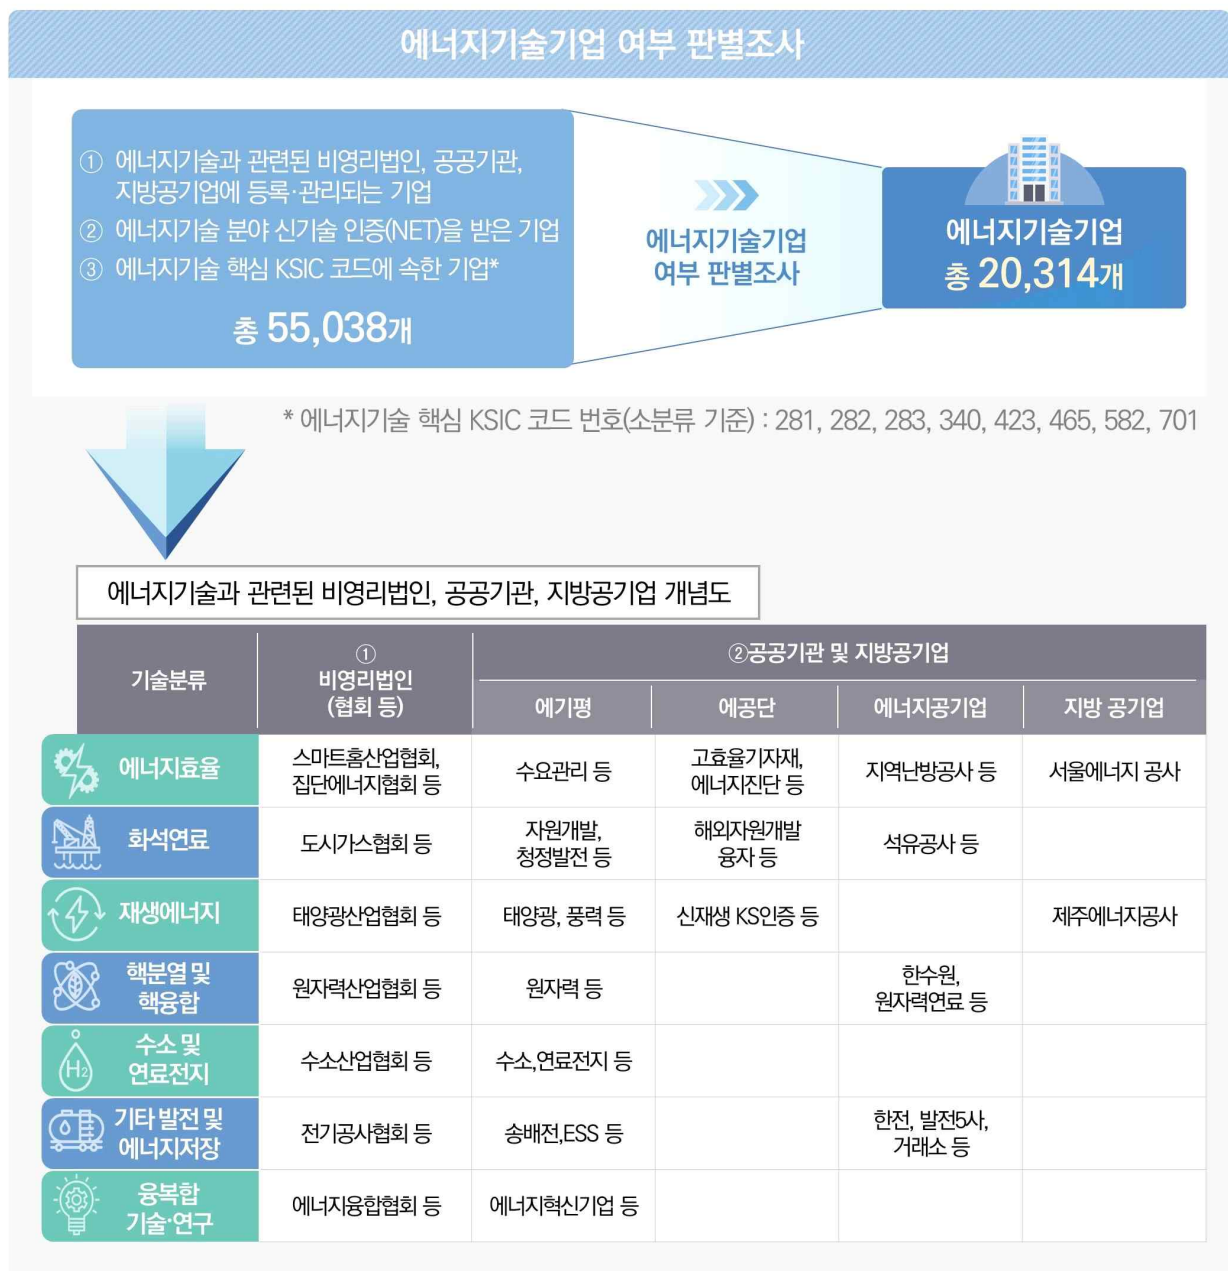 에너지기술기업 여부 판별조사
① 에너지기술과 관련된 비영리법인, 공공기관,
지방공기업에 등록·관리되는 기업
② 에너지기술 분야 신기술 인증(NET)을 받은 기업
③ 에너지기술 핵심 KSIC 코드에 속한 기업*
총 55,038개
에너지기술기업
여부 판별조사
에너지기술기업
총 20,314개
* 에너지기술 핵심 KSIC 코드 번호(소분류 기준) : 281, 282, 283, 340, 423, 465, 582, 701
에너지기술과 관련된 비영리법인, 공공기관, 지방공기업 개념도
기술분류
①
비영리법인
(협회 등)
②공공기관 및 지방공기업
에기평
에공단
에너지공기업
지방 공기업
에너지효율
스마트홈산업협회,
집단에너지협회 등
수요관리 등
고효율기자재,
에너지진단 등
지역난방공사 등
서울에너지 공사
화석연료
도시가스협회 등
자원개발,
청정발전 등
해외자원개발
융자 등
석유공사 등
재생에너지
태양광산업협회 등
태양광, 풍력 등
신재생 KS인증 등
제주에너지공사
핵분열 및
핵융합
원자력산업협회 등
원자력 등
한수원,
원자력연료 등
H2
수소 및
연료전지
수소산업협회 등
수소,연료전지 등
기타 발전 및
에너지저장
전기공사협회 등
송배전,ESS 등
한전, 발전5사,
거래소 등
융복합
기술·연구
에너지융합협회 등
에너지혁신기업 등